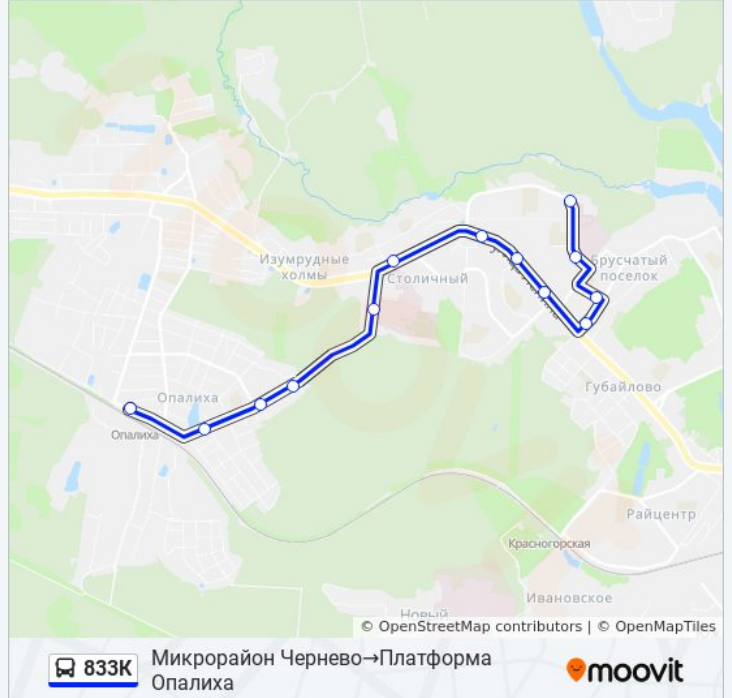 Изумрудные
холмы
Столичный
Брусчатый
поселок
Губайлово
Опалиха
Опалиха
Райцентр
Красногорская
Ивановское
Новый
© OpenStreetMap contributors | © OpenMapTiles
833К
Микрорайон Чернево→Платформа
Опалиха
moovit